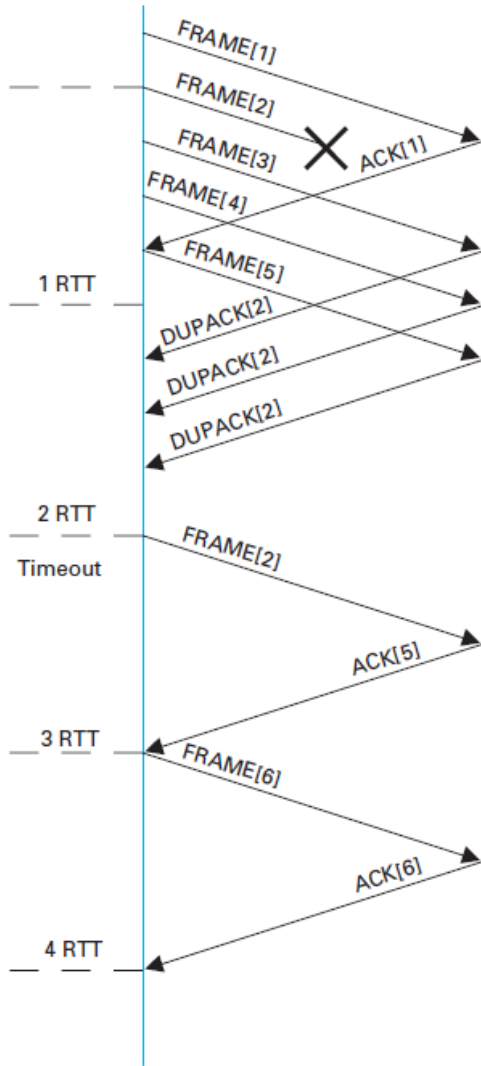 FRAME[1]
FRAME[2]
FRAME[3]
ACK[1]
FRAME[4]
FRAME[5]
1 RTT
DUPACK[2]
DUPACK[2]
DUPACK[2]
2 RTT
FRAME[2]
Timeout
ACK[5]
3 RTT
FRAME[6]
ACK[6]
4 RTT